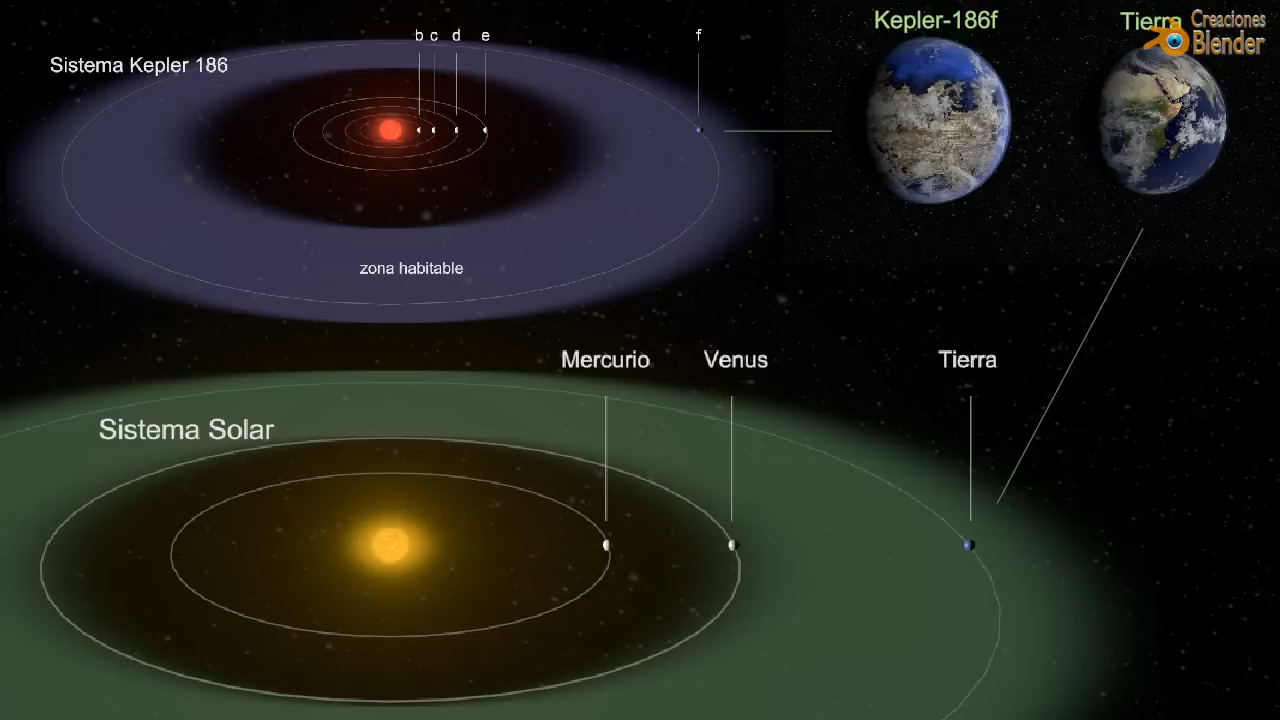 Kepler-186f
Tierra
Creaciones
Blender
b c d e f
Sistema Kepler 186
zona habitable
Mercurio Venus Tierra
Sistema Solar